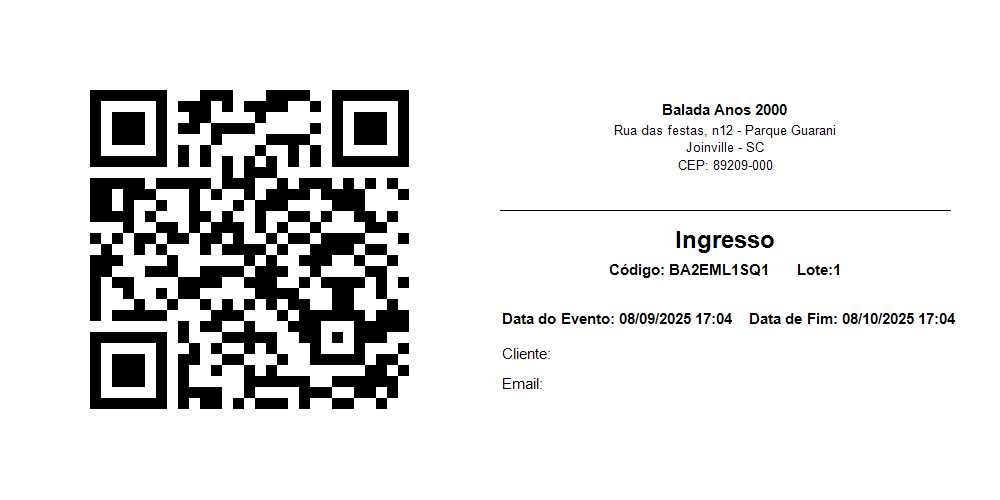 Balada Anos 2000
Rua das festas, n12 - Parque Guarani
Joinville - SC
CEP: 89209-000
Ingresso
Código: BA2EML1SQ1 Lote:1
Data do Evento: 08/09/2025 17:04 Data de Fim: 08/10/2025 17:04
Cliente:
Email: